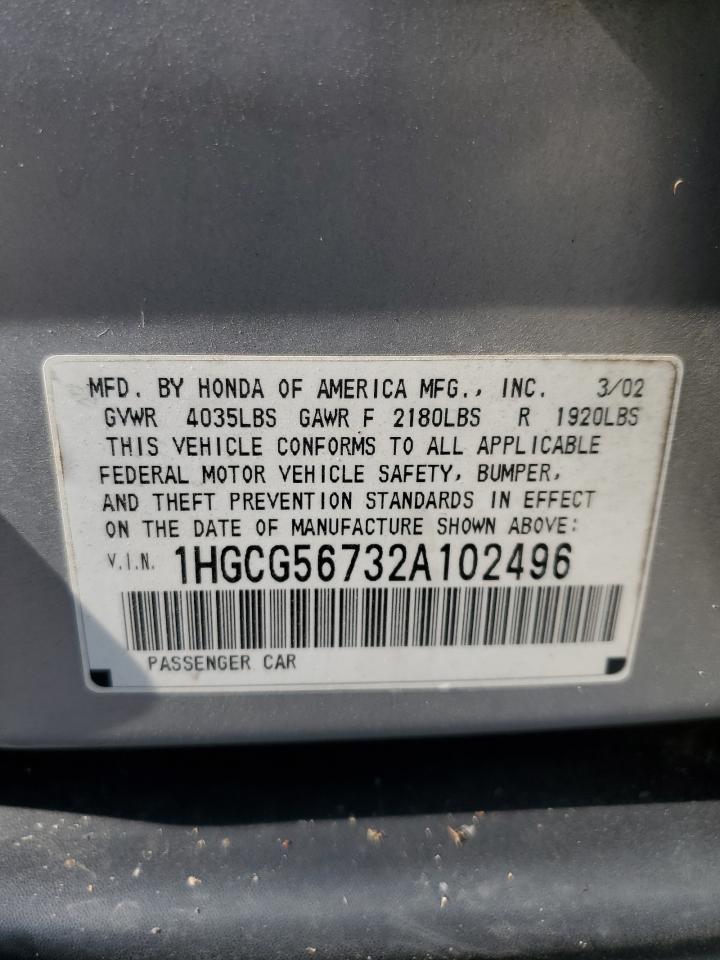 MFD. BY HONDA OF AMERICA MFG., INC. 3/02
GVWR 4035LBS GAWR F 2180LBS R 1920LBS
THIS VEHICLE CONFORMS TO ALL APPLICABLE
FEDERAL MOTOR VEHICLE SAFETY, BUMPER,
AND THEFT PREVENTION STANDARDS IN EFFECT
ON THE DATE OF MANUFACTURE SHOWN ABOVE:
V.I.N. 1HGCG56732A102496
PASSENGER CAR